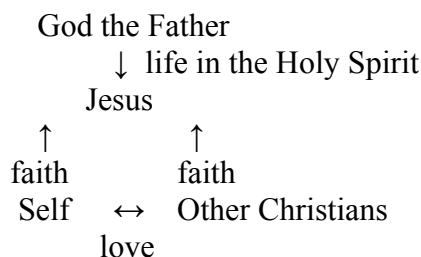 God the Father
↓ life in the Holy Spirit
Jesus
↑ ↑
faith faith
Self ↔ Other Christians
love